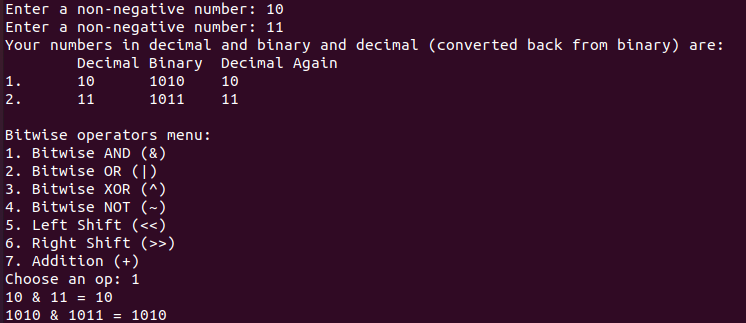 Enter a non-negative number: 10
Enter a non-negative number: 11
Your numbers in decimal and binary and decimal (converted back from binary) are:
Decimal Binary Decimal Again
1. 10 1010 10
2. 11 1011 11
Bitwise operators menu:
1. Bitwise AND (&)
2. Bitwise OR (|)
3. Bitwise XOR (^)
4. Bitwise NOT (~)
5. Left Shift (<<)
6. Right Shift (>>)
7. Addition (+)
Choose an op: 1
10 & 11 = 10
1010 & 1011 = 1010